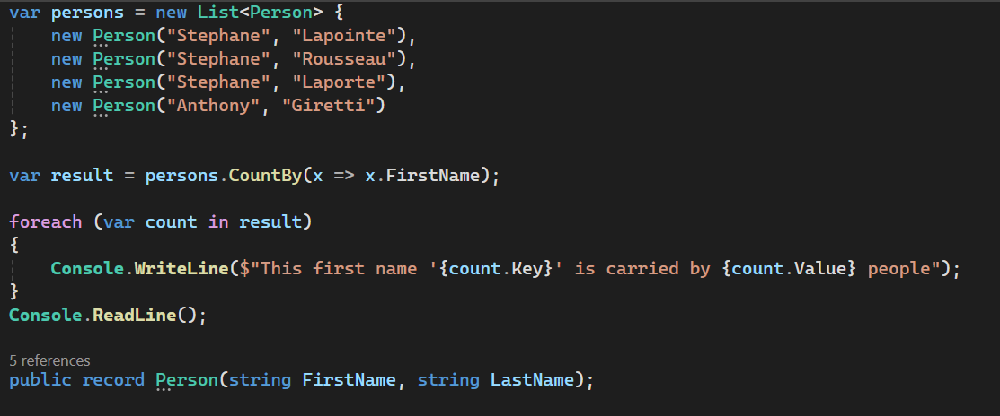 var persons = new List<Person> {
    new Person("Stephane", "Lapointe"),
    new Person("Stephane", "Rousseau"),
    new Person("Stephane", "Laporte"),
    new Person("Anthony", "Giretti")
};
var result = persons.CountBy(x => x.FirstName);
foreach (var count in result)
{
    Console.WriteLine($"This first name '{count.Key}' is carried by {count.Value} people");
}
Console.ReadLine();
5 references
public record Person(string FirstName, string LastName);